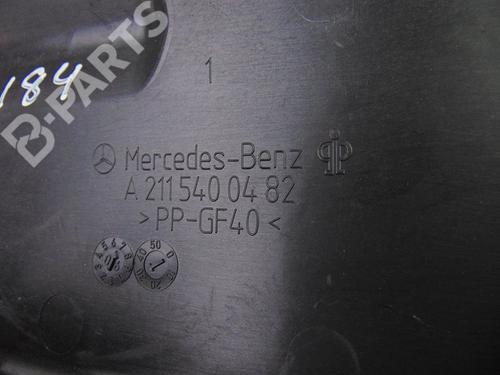 1
184
B-PARTS
Mercedes-Benz
A 211 540 04 82
>PP-GF40<